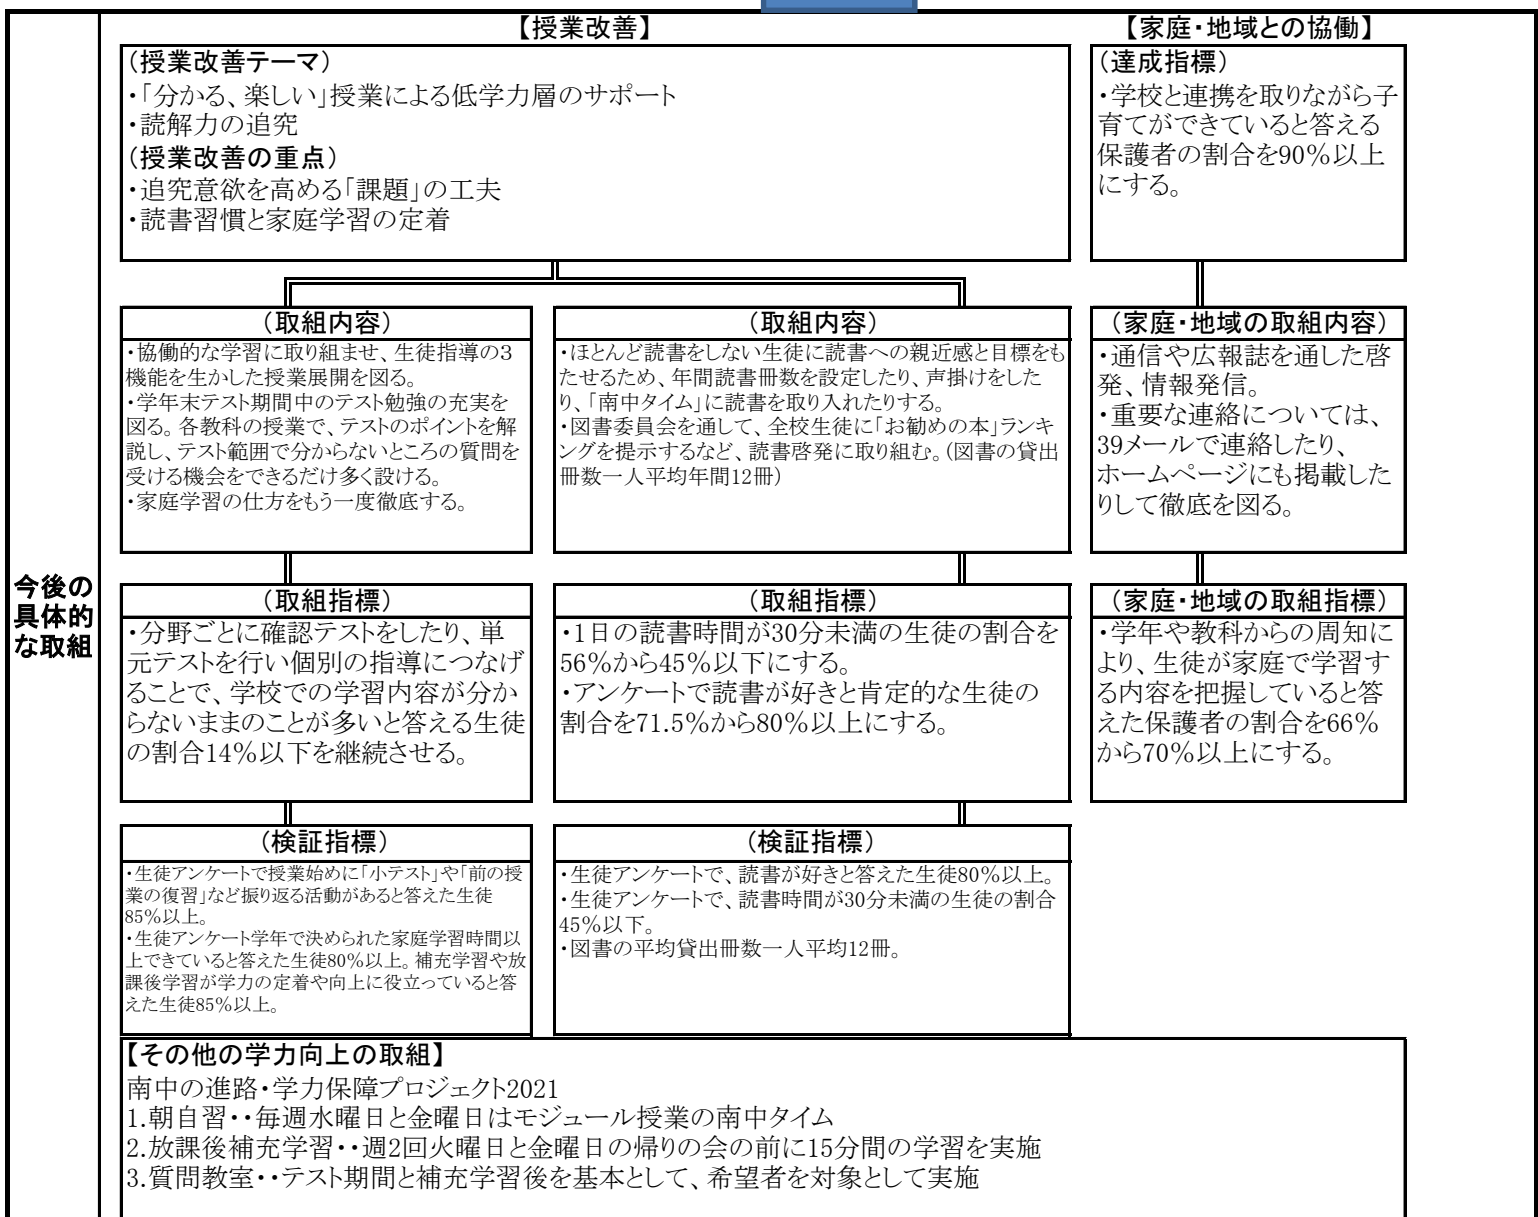 【授業改善】
(授業改善テーマ)
・「分かる、楽しい」授業による低学力層のサポート
・読解力の追究
(授業改善の重点)
・追究意欲を高める「課題」の工夫
・読書習慣と家庭学習の定着
【家庭・地域との協働】
(達成指標)
・学校と連携を取りながら子
育てができていると答える
保護者の割合を90%以上
にする。
今後の
具体的
な取組
(取組内容)
・協働的な学習に取り組ませ、生徒指導の3
機能を生かした授業展開を図る。
・学年末テスト期間中のテスト勉強の充実を
図る。各教科の授業で、テストのポイントを解
説し、テスト範囲で分からないところの質問を
受ける機会をできるだけ多く設ける。
・家庭学習の仕方をもう一度徹底する。
(取組内容)
・ほとんど読書をしない生徒に読書への親近感と目標をも
たせるため、年間読書冊数を設定したり、声掛けをした
り、「南中タイム」に読書を取り入れたりする。
・図書委員会を通して、全校生徒に「お勧めの本」ランキ
ングを提示するなど、読書啓発に取り組む。(図書の貸出
冊数一人平均年間12冊)
(家庭・地域の取組内容)
・通信や広報誌を通した啓
発、情報発信。
・重要な連絡については、
39メールで連絡したり、
ホームページにも掲載した
りして徹底を図る。
(取組指標)
・分野ごとに確認テストをしたり、単
元テストを行い個別の指導につなげ
ることで、学校での学習内容が分か
らないままのことが多いと答える生徒
の割合14%以下を継続させる。
(取組指標)
・1日の読書時間が30分未満の生徒の割合を
56%から45%以下にする。
・アンケートで読書が好きと肯定的な生徒の
割合を71.5%から80%以上にする。
(家庭・地域の取組指標)
・学年や教科からの周知に
より、生徒が家庭で学習す
る内容を把握していると答
えた保護者の割合を66%
から70%以上にする。
(検証指標)
・生徒アンケートで授業始めに「小テスト」や「前の授
業の復習」など振り返る活動があると答えた生徒
85%以上。
・生徒アンケート学年で決められた家庭学習時間以
上できていると答えた生徒80%以上。補充学習や放
課後学習が学力の定着や向上に役立っていると答
えた生徒85%以上。
(検証指標)
・生徒アンケートで、読書が好きと答えた生徒80%以上。
・生徒アンケートで、読書時間が30分未満の生徒の割合
45%以下。
・図書の平均貸出冊数一人平均12冊。
【その他の学力向上の取組】
南中の進路・学力保障プロジェクト2021
1.朝自習・・毎週水曜日と金曜日はモジュール授業の南中タイム
2.放課後補充学習・・週2回火曜日と金曜日の帰りの会の前に15分間の学習を実施
3.質問教室・・テスト期間と補充学習後を基本として、希望者を対象として実施